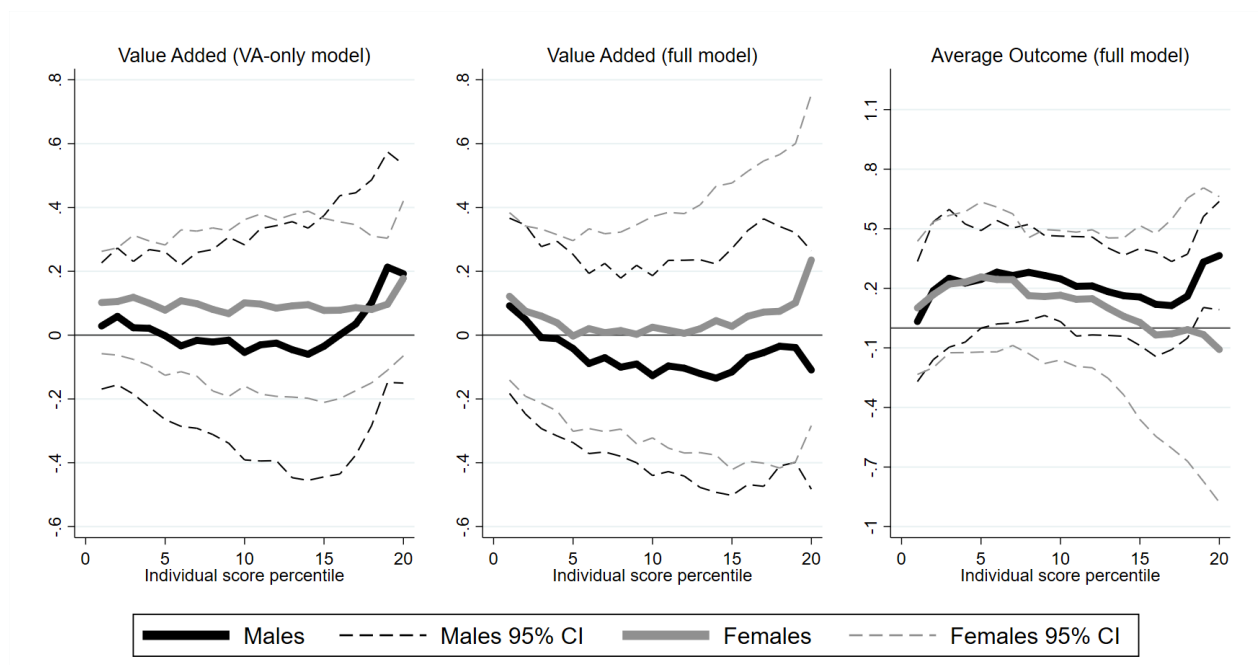 Value Added (VA-only model)
.8
.6
.4
.2
0
-.2
-.4
-.6
0 5 10 15 20
Individual score percentile
Value Added (full model)
.8
.6
.4
.2
0
-.2
-.4
-.6
0 5 10 15 20
Individual score percentile
Average Outcome (full model)
1.1
.8
.5
.2
-.1
-.4
-.7
-1
0 5 10 15 20
Individual score percentile
Males Males 95% CI Females Females 95% CI